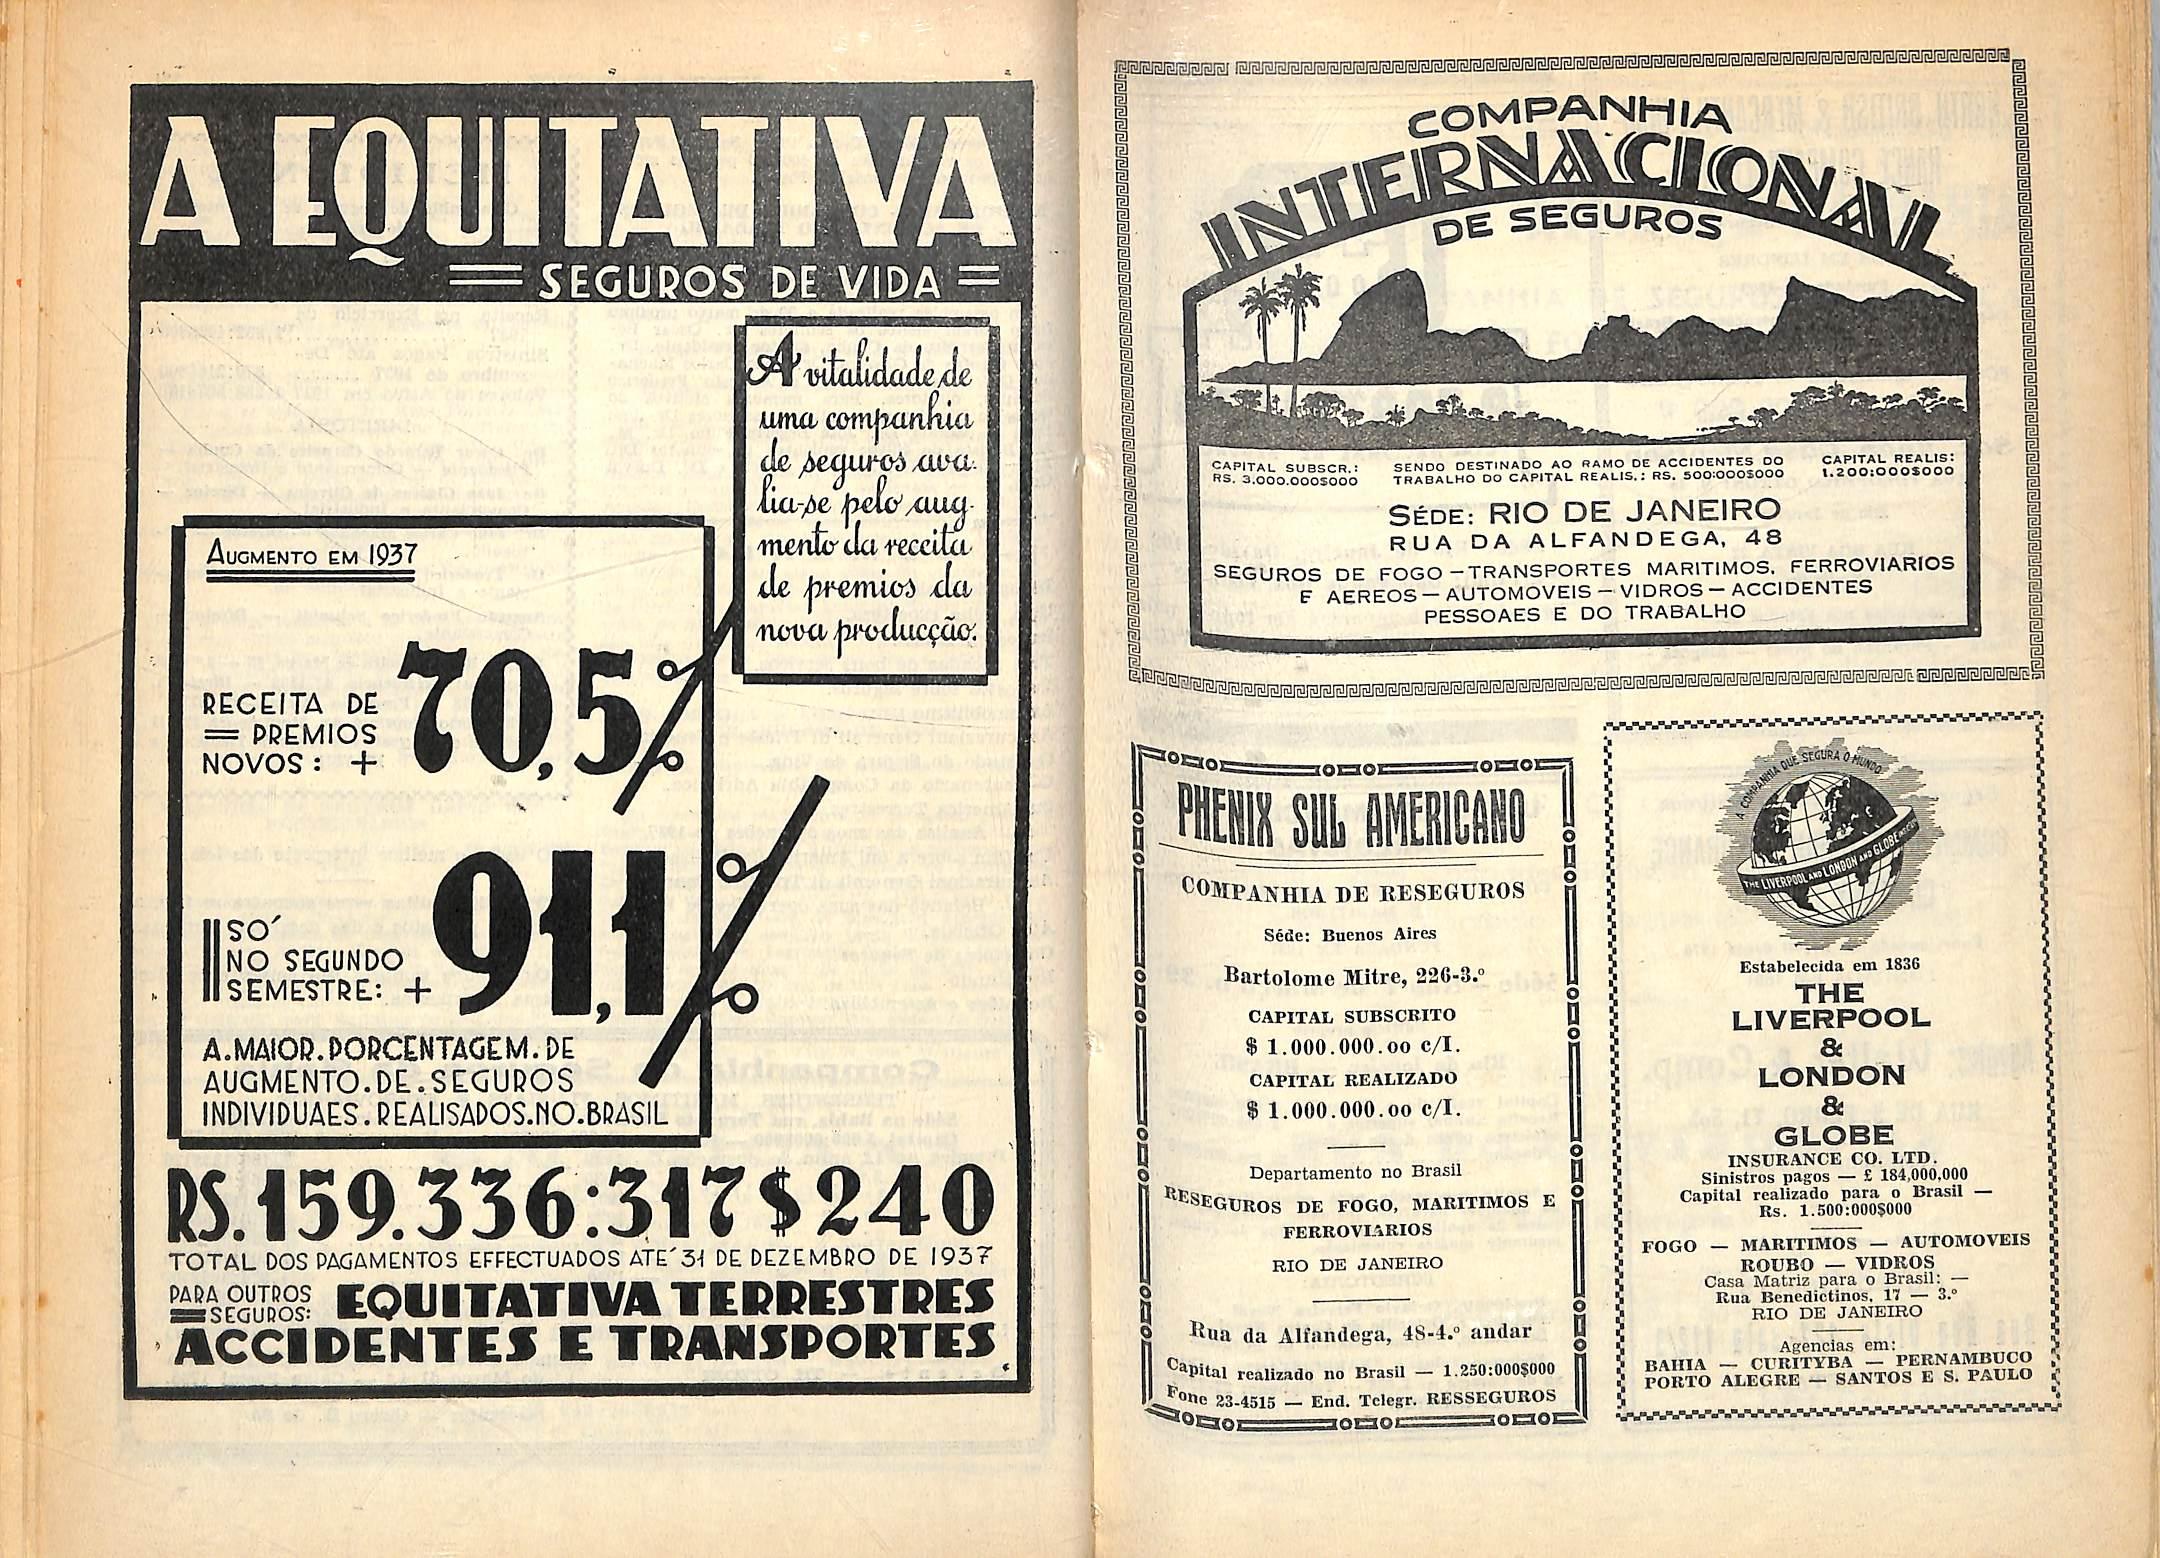 A EQUITATIVA
SEGUROS DE VIDA
A vitalidade de
uma companhia
de seguros ava-
lia-se pelo aug-
mento da receita
de premios da
nova producção.
AUGMENTO EM 1937
RECEITA DE
PREMIOS
NOVOS: + 70,5%
SÓ
NO SEGUNDO
SEMESTRE: + 91,1%
A.MAIOR.PORCENTAGEM.DE
AUGMENTO.DE.SEGUROS
INDIVIDUAES.REALISADOS.NO.BRASIL
RS.159.336:317$240
TOTAL DOS PAGAMENTOS EFFECTUADOS ATÉ 31 DE DEZEMBRO DE 1937
PARA OUTROS
SEGUROS:
EQUITATIVA TERRESTRES
ACCIDENTES E TRANSPORTES
COMPANHIA
INTERNACIONAL
DE SEGUROS
CAPITAL SUBSCR.:
RS. 3.000.000$000
SENDO DESTINADO AO RAMO DE ACCIDENTES DO
TRABALHO DO CAPITAL REALIS.: RS. 500:000$000
CAPITAL REALIS:
1.200:000$000
SÉDE: RIO DE JANEIRO
RUA DA ALFANDEGA, 48
SEGUROS DE FOGO — TRANSPORTES MARITIMOS, FERROVIARIOS
E AEREOS — AUTOMOVEIS — VIDROS — ACCIDENTES
PESSOAES E DO TRABALHO
PHENIX SUL AMERICANO
COMPANHIA DE RESEGUROS
Séde: Buenos Aires
Bartolome Mitre, 226-3.º
CAPITAL SUBSCRITO
$ 1.000.000.oo c/l.
CAPITAL REALIZADO
$ 1.000.000.oo c/l.
Departamento no Brasil
RESEGUROS DE FOGO, MARITIMOS E
FERROVIARIOS
RIO DE JANEIRO
Rua da Alfandega, 48-4.º andar
Capital realizado no Brasil — 1.250:000$000
Fone 23-4515 — End. Telegr. RESSEGUROS
A COMPANHIA QUE SEGURA O MUNDO
THE LIVERPOOL AND LONDON AND GLOBE
Estabelecida em 1836
THE
LIVERPOOL
&
LONDON
&
GLOBE
INSURANCE CO. LTD.
Sinistros pagos — £ 184,000,000
Capital realizado para o Brasil —
Rs. 1.500:000$000
FOGO — MARITIMOS — AUTOMOVEIS
ROUBO — VIDROS
Casa Matriz para o Brasil: —
Rua Benedictinos, 17 — 3.º
RIO DE JANEIRO
Agencias em:
BAHIA — CURITYBA — PERNAMBUCO
PORTO ALEGRE — SANTOS E S. PAULO